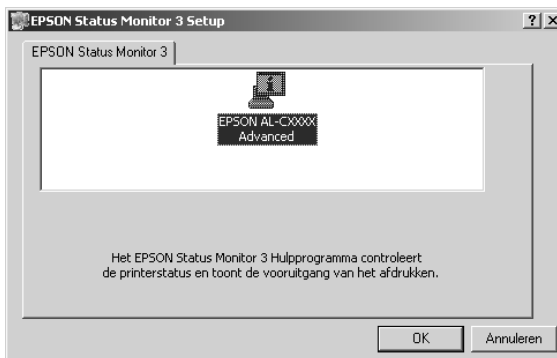 EPSON Status Monitor 3 Setup
EPSON Status Monitor 3
EPSON AL-CXXXX
Advanced
Het EPSON Status Monitor 3 Hulpprogramma controleert
de printerstatus en toont de vooruitgang van het afdrukken.
OK
Annuleren